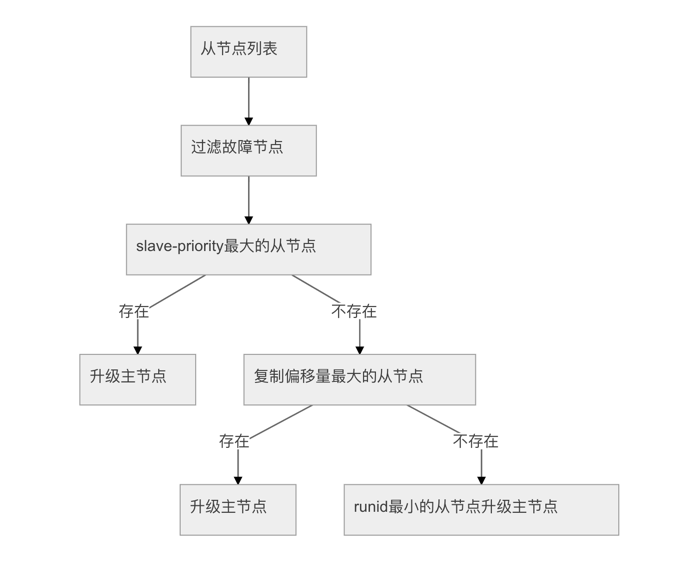 从节点列表
过滤故障节点
slave-priority最大的从节点
存在
不存在
升级主节点
复制偏移量最大的从节点
存在
不存在
升级主节点
runid最小的从节点升级主节点